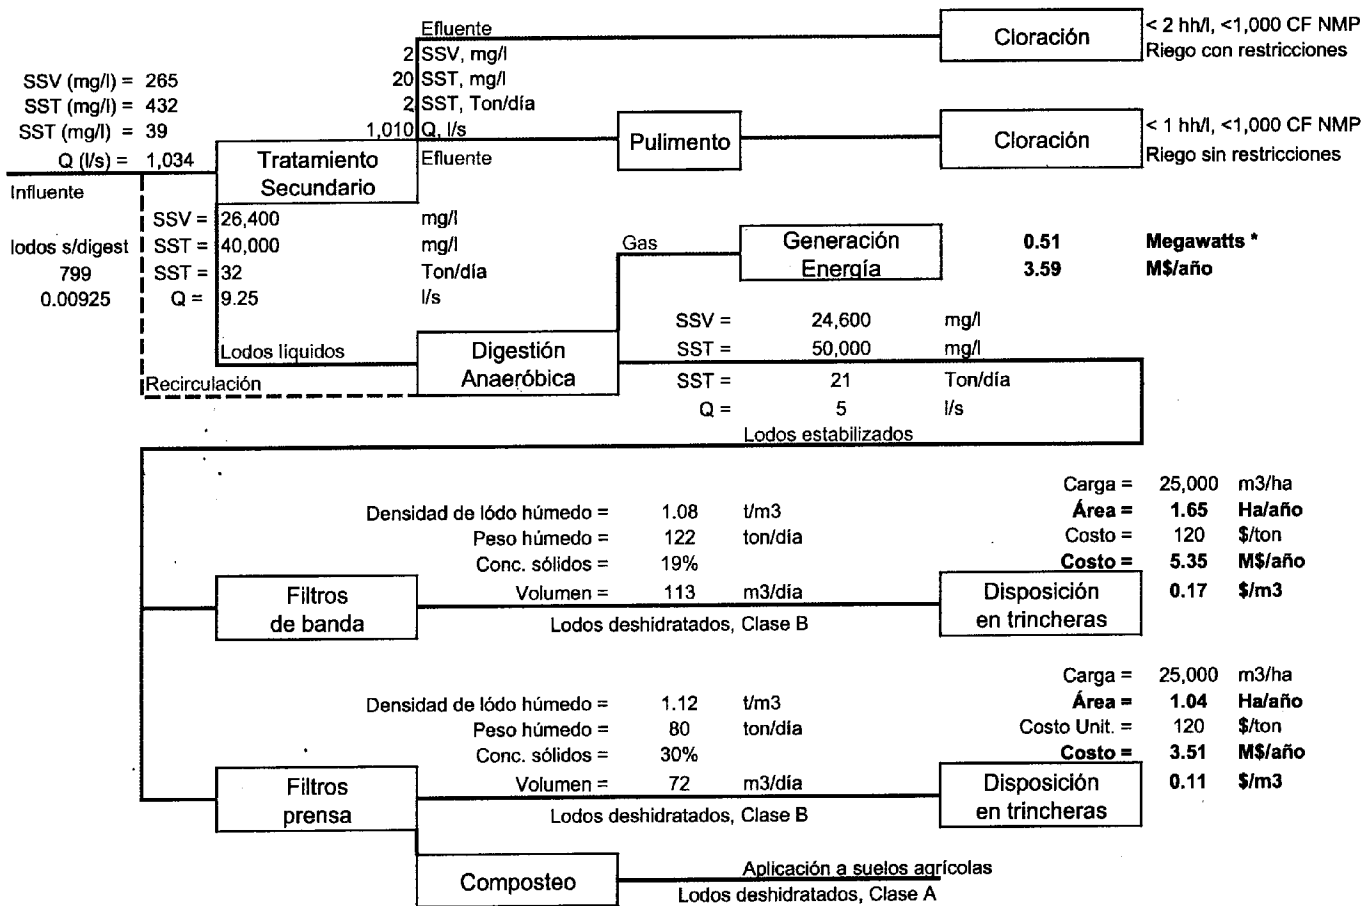 Efluente
2 SSV, mg/l
20 SST, mg/l
2 SST, Ton/día
1,010 Q, l/s
Efluente
Cloración
< 2 hh/l, <1,000 CF NMP
Riego con restricciones
SSV (mg/l) = 265
SST (mg/l) = 432
SST (mg/l) = 39
Q (l/s) = 1,034
Influente
Tratamiento
Secundario
Pulimento
Cloración
< 1 hh/l, <1,000 CF NMP
Riego sin restricciones
lodos s/digest
799
0.00925
SSV = 26,400 mg/l
SST = 40,000 mg/l
SST = 32 Ton/día
Q = 9.25 l/s
Lodos liquidos
Recirculación
Gas
Generación
Energía
0.51 Megawatts *
3.59 M$/año
Digestión
Anaeróbica
SSV = 24,600 mg/l
SST = 50,000 mg/l
SST = 21 Ton/día
Q = 5 l/s
Lodos estabilizados
Densidad de lódo húmedo = 1.08 t/m3
Peso húmedo = 122 ton/día
Conc. sólidos = 19%
Volumen = 113 m3/día
Filtros
de banda
Lodos deshidratados, Clase B
Carga = 25,000 m3/ha
Área = 1.65 Ha/año
Costo = 120 $/ton
Costo = 5.35 M$/año
0.17 $/m3
Disposición
en trincheras
Densidad de lódo húmedo = 1.12 t/m3
Peso húmedo = 80 ton/día
Conc. sólidos = 30%
Volumen = 72 m3/día
Filtros
prensa
Lodos deshidratados, Clase B
Carga = 25,000 m3/ha
Área = 1.04 Ha/año
Costo Unit. = 120 $/ton
Costo = 3.51 M$/año
0.11 $/m3
Disposición
en trincheras
Composteo
Aplicación a suelos agrícolas
Lodos deshidratados, Clase A